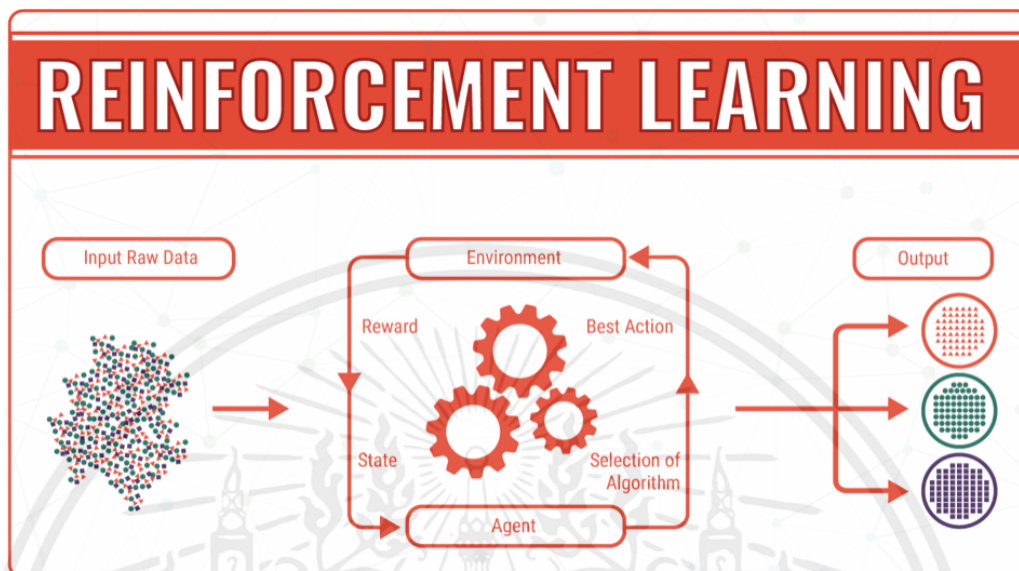 REINFORCEMENT LEARNING
Input Raw Data
Environment
Output
Reward
Best Action
State
Selection of
Algorithm
Agent